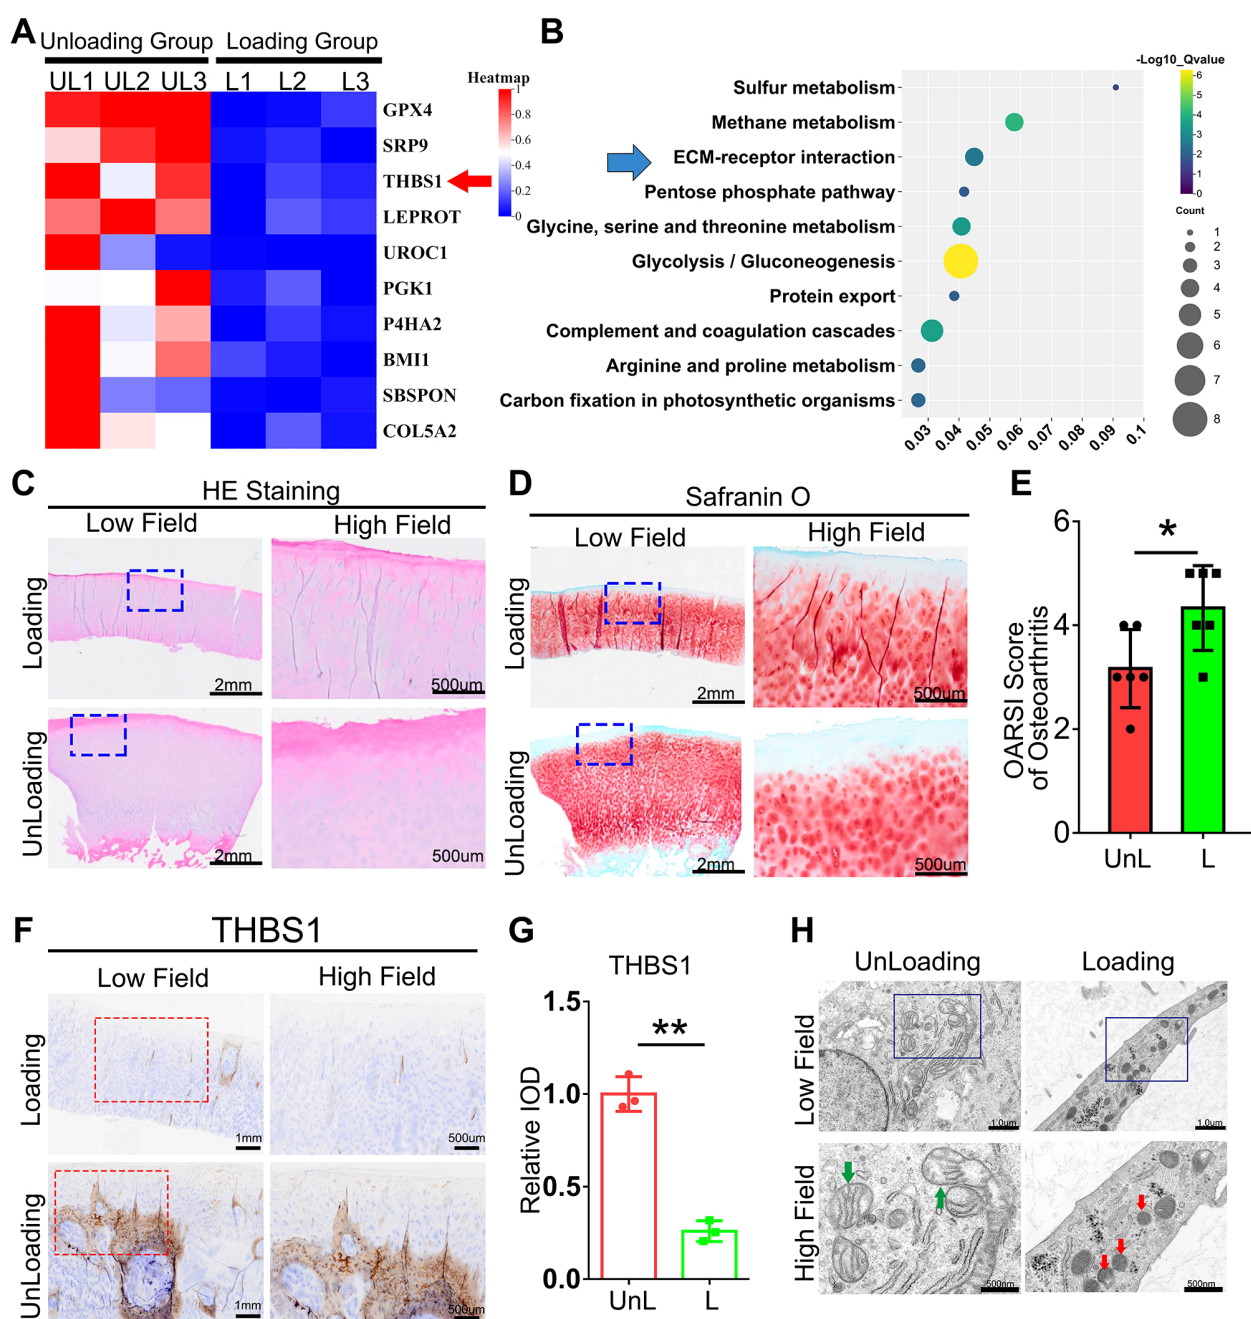 A
Unloading Group Loading Group
UL1 UL2 UL3 L1 L2 L3
Heatmap
GPX4
SRP9
THBS1
LEPROT
UROC1
PGK1
P4HA2
BMI1
SBSPON
COL5A2
1
0.8
0.6
0.4
0.2
0
B
Sulfur metabolism
Methane metabolism
ECM-receptor interaction
Pentose phosphate pathway
Glycine, serine and threonine metabolism
Glycolysis / Gluconeogenesis
Protein export
Complement and coagulation cascades
Arginine and proline metabolism
Carbon fixation in photosynthetic organisms
0.03 0.04 0.05 0.06 0.07 0.08 0.09 0.1
-Log10_Qvalue
6
5
4
3
2
1
0
Count
1
2
3
4
5
6
7
8
C
HE Staining
Low Field High Field
Loading
2mm 500um
UnLoading
2mm 500um
D
Safranin O
Low Field High Field
Loading
2mm 500um
UnLoading
2mm 500um
E
OARSI Score
of Osteoarthritis
6
4
2
0
*
UnL L
F
THBS1
Low Field High Field
Loading
1mm 500um
UnLoading
1mm 500um
G
THBS1
Relative IOD
1.5
1.0
0.5
0.0
**
UnL L
H
UnLoading Loading
Low Field
1.0um 1.0um
High Field
500nm 500nm